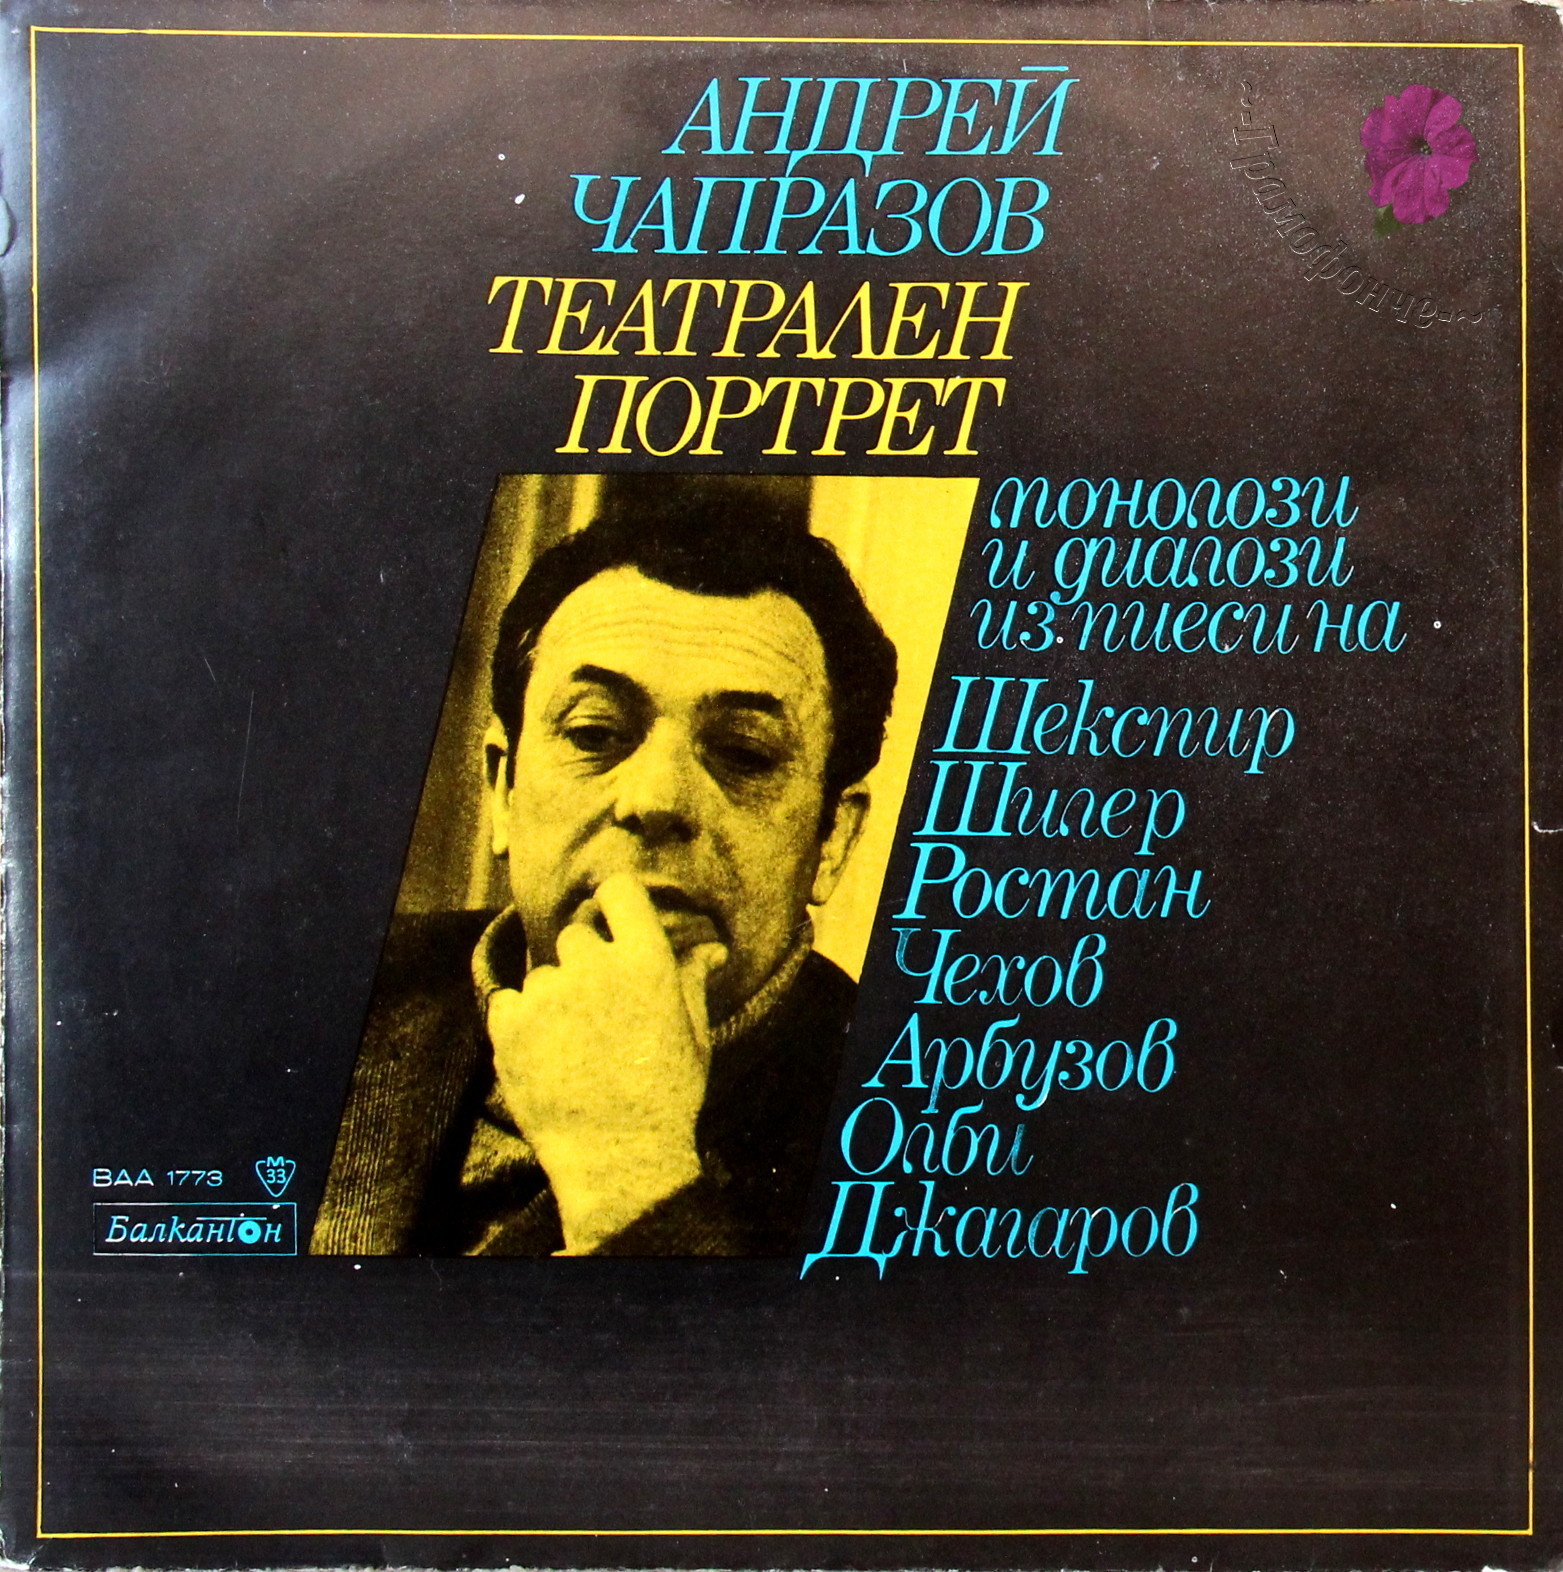 АНДРЕЙ
ЧАПРАЗОВ
ТЕАТРАЛЕН
ПОРТРЕТ
монолози
и диалози
из пиеси на
Шекспир
Шилер
Ростан
Чехов
Арбузов
Олби
Джагаров
ВАА 1773
М
33
Балкантон
~-Грамофонче-~